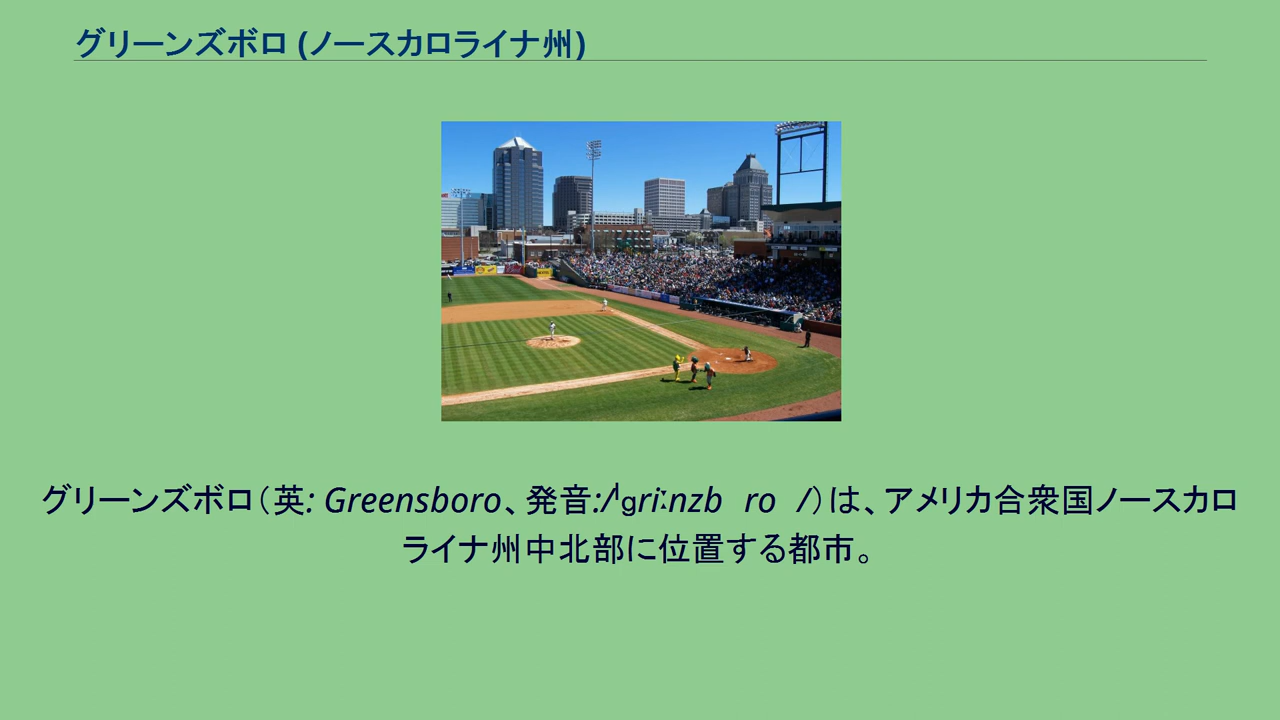 グリーンズボロ (ノースカロライナ州)
グリーンズボロ（英: Greensboro、発音:/ˈɡriːnzb ro /）は、アメリカ合衆国ノースカロ
ライナ州中北部に位置する都市。